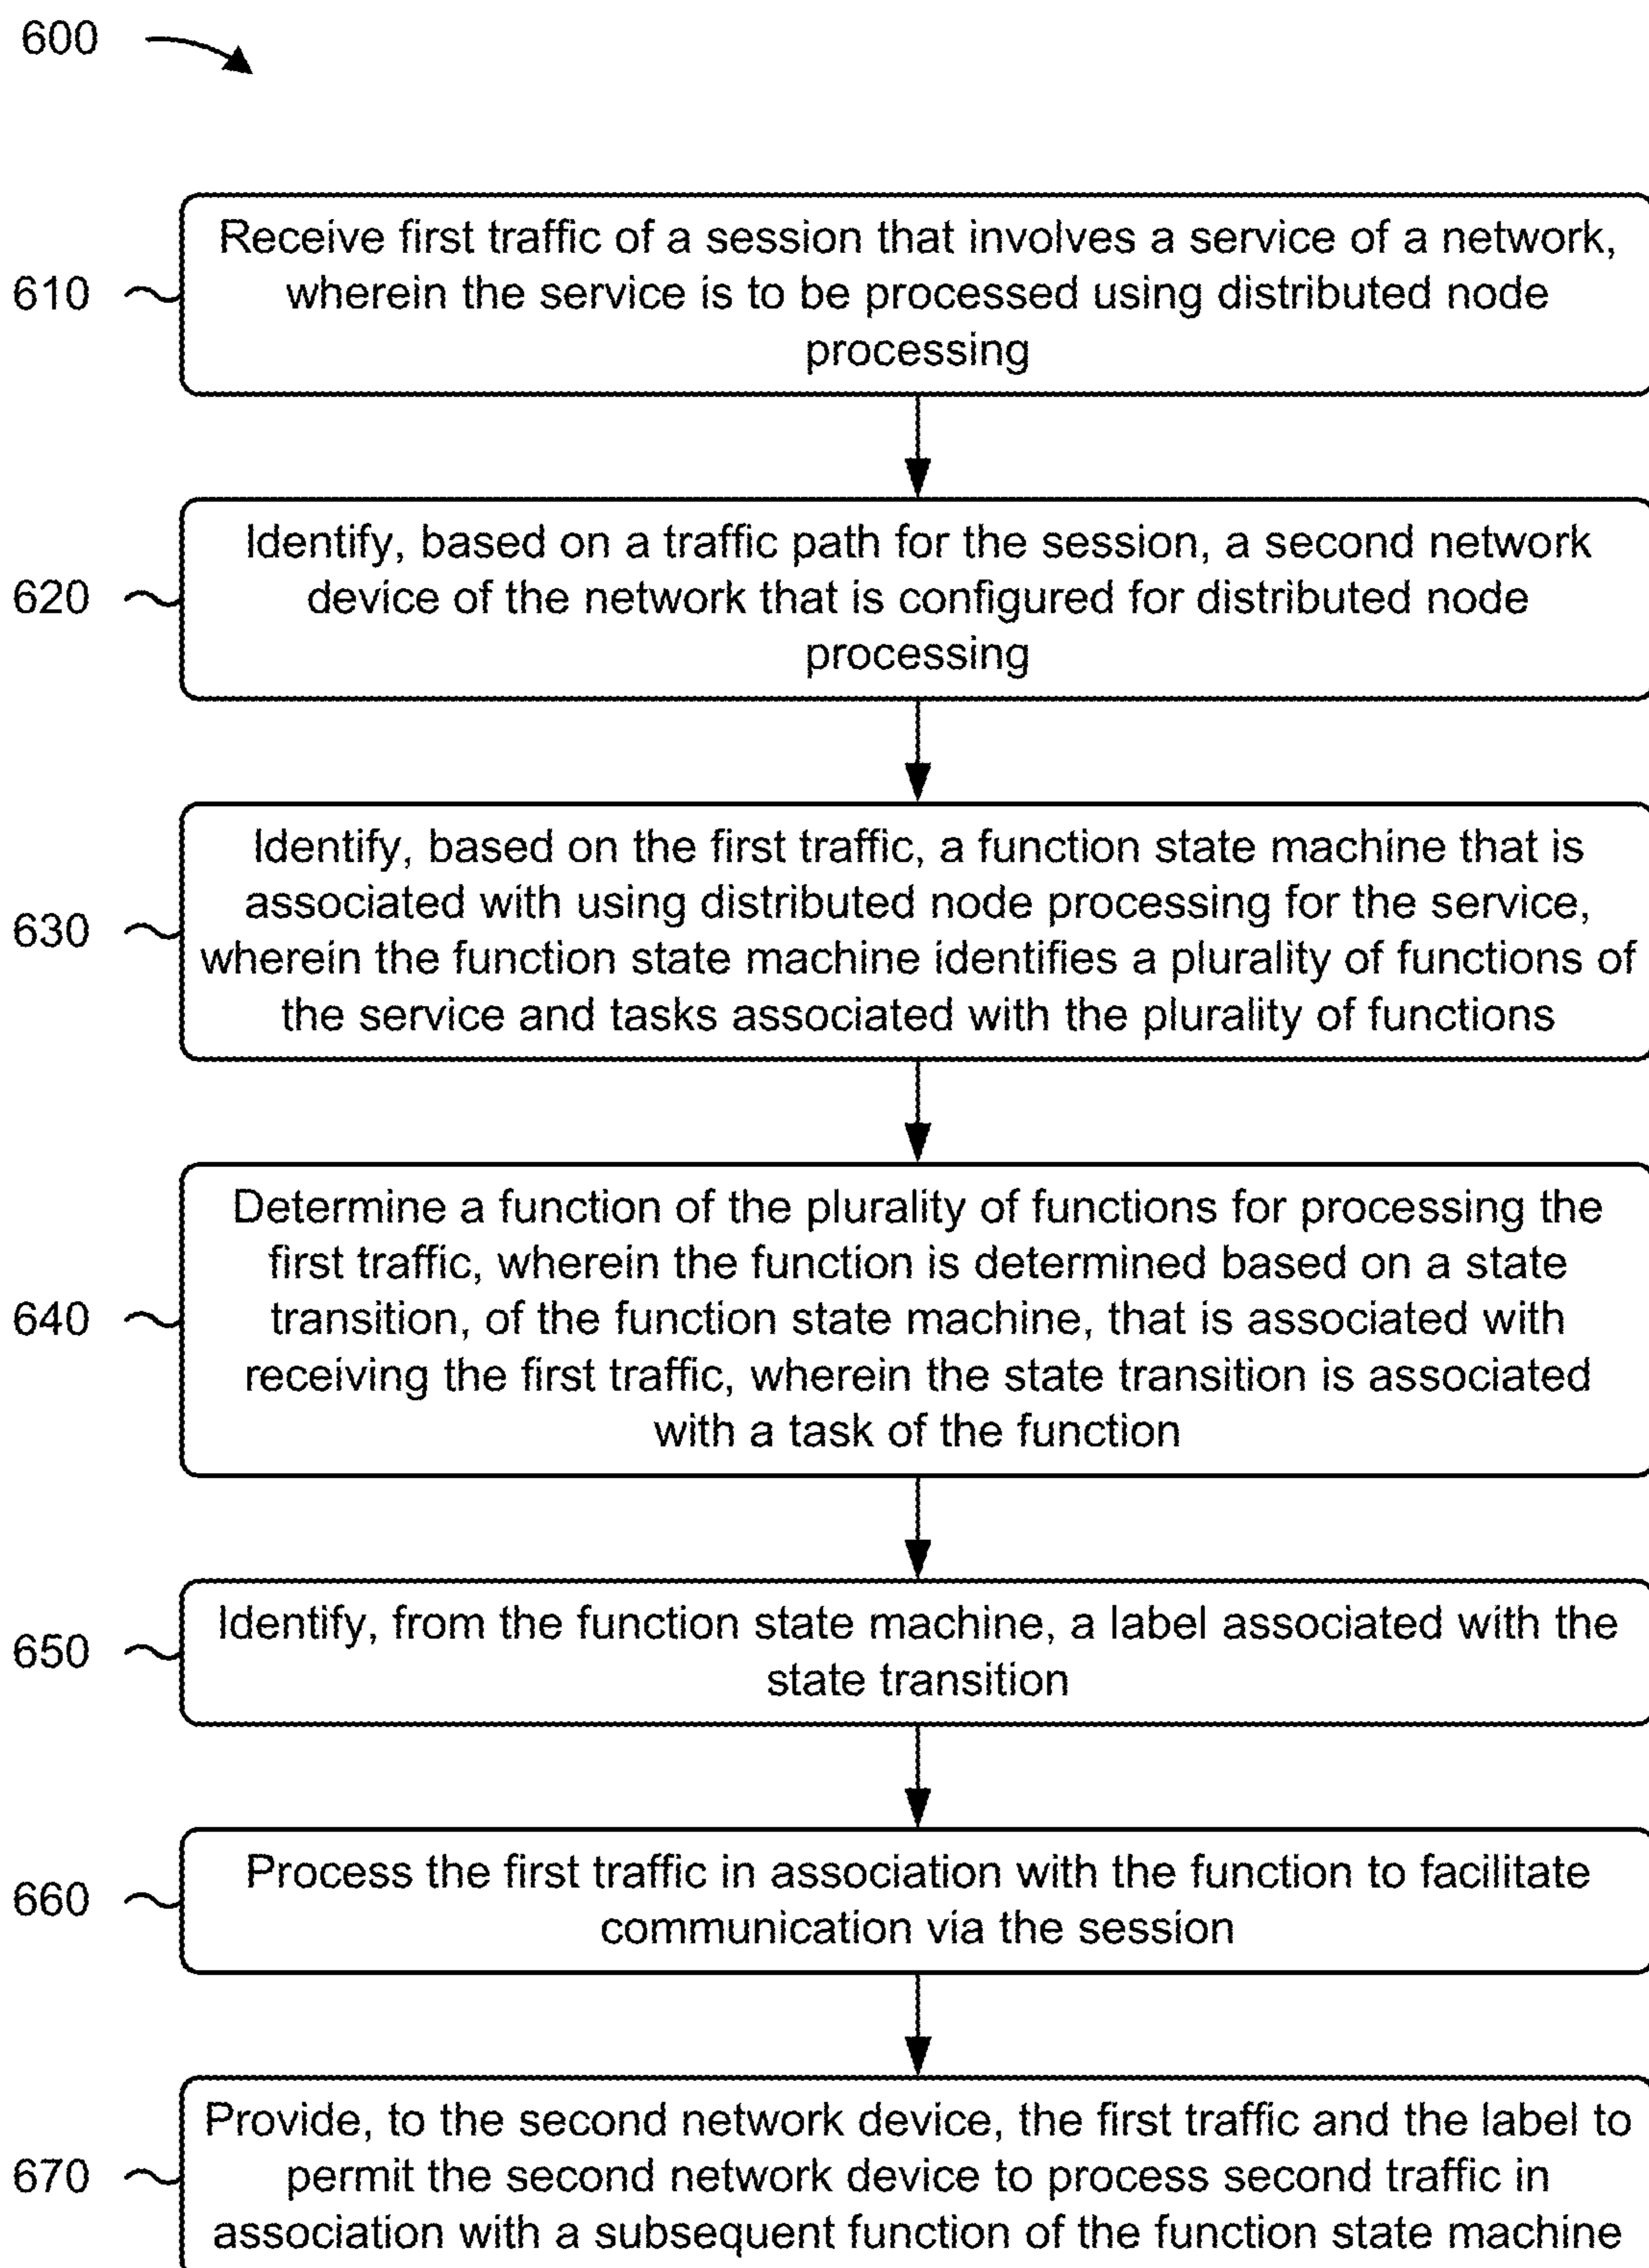 600
610
Receive first traffic of a session that involves a service of a network,
wherein the service is to be processed using distributed node
processing
620
Identify, based on a traffic path for the session, a second network
device of the network that is configured for distributed node
processing
630
Identify, based on the first traffic, a function state machine that is
associated with using distributed node processing for the service,
wherein the function state machine identifies a plurality of functions of
the service and tasks associated with the plurality of functions
640
Determine a function of the plurality of functions for processing the
first traffic, wherein the function is determined based on a state
transition, of the function state machine, that is associated with
receiving the first traffic, wherein the state transition is associated
with a task of the function
650
Identify, from the function state machine, a label associated with the
state transition
660
Process the first traffic in association with the function to facilitate
communication via the session
670
Provide, to the second network device, the first traffic and the label to
permit the second network device to process second traffic in
association with a subsequent function of the function state machine